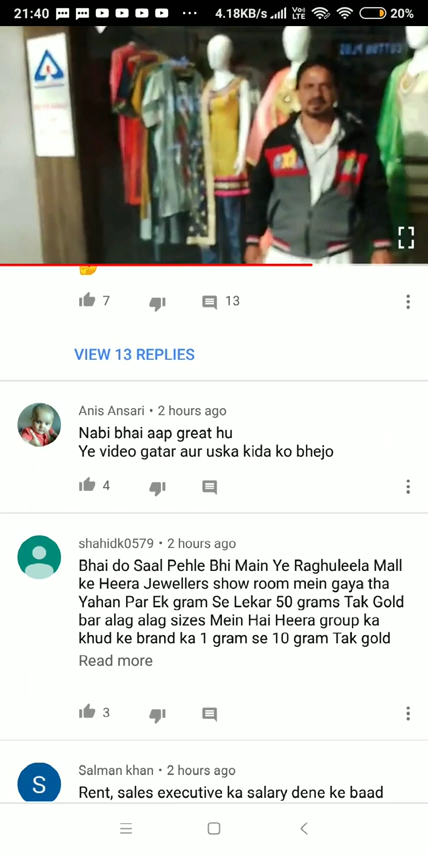 21:40
4.18KB/s
Vo)
LTE
20%
7
13
VIEW 13 REPLIES
Anis Ansari • 2 hours ago
Nabi bhai aap great hu
Ye video gatar aur uska kida ko bhejo
4
shahidk0579 • 2 hours ago
Bhai do Saal Pehle Bhi Main Ye Raghuleela Mall
ke Heera Jewellers show room mein gaya tha
Yahan Par Ek gram Se Lekar 50 grams Tak Gold
bar alag alag sizes Mein Hai Heera group ka
khud ke brand ka 1 gram se 10 gram Tak gold
Read more
3
S
Salman khan • 2 hours ago
Rent, sales executive ka salary dene ke baad